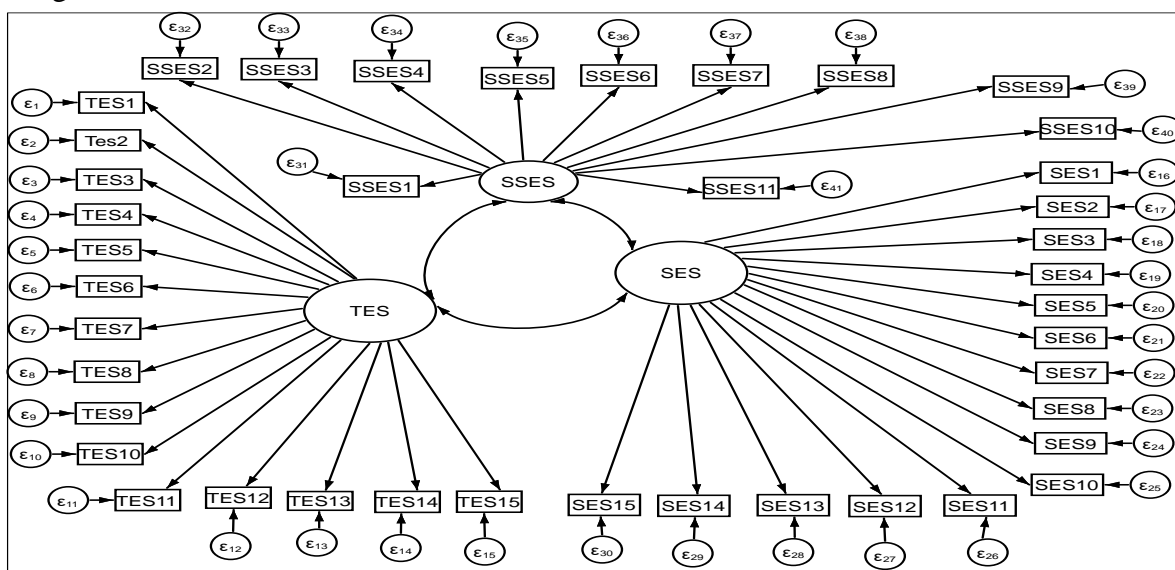 ε32 ε33 ε34 ε35 ε36 ε37 ε38
SSES2 SSES3 SSES4 SSES5 SSES6 SSES7 SSES8
SSES9 ε39
SSES10 ε40
ε31 SSES1 SSES SSES11 ε41
ε1 TES1
ε2 Tes2
ε3 TES3
ε4 TES4
ε5 TES5
ε6 TES6
ε7 TES7
ε8 TES8
ε9 TES9
ε10 TES10
ε11 TES11
TES
SES
SES1 ε16
SES2 ε17
SES3 ε18
SES4 ε19
SES5 ε20
SES6 ε21
SES7 ε22
SES8 ε23
SES9 ε24
SES10 ε25
TES12 TES13 TES14 TES15 SES15 SES14 SES13 SES12 SES11
ε12 ε13 ε14 ε15 ε30 ε29 ε28 ε27 ε26